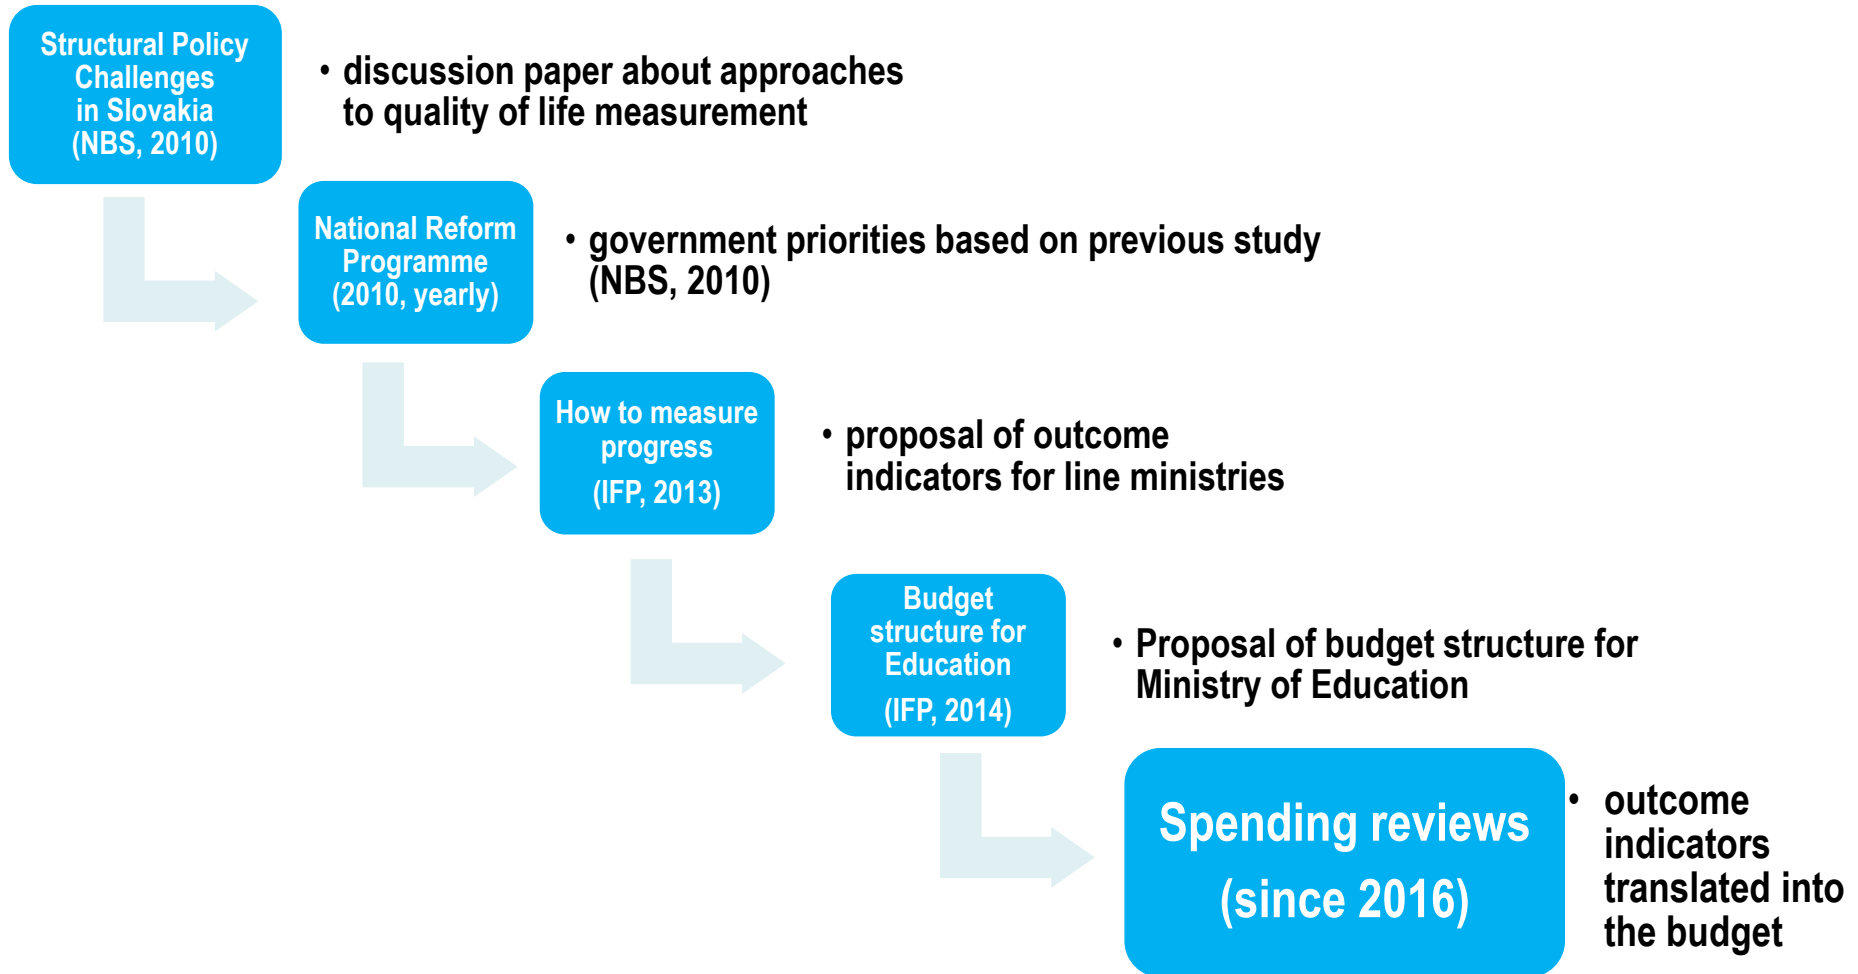 Structural Policy
Challenges
in Slovakia
(NBS, 2010)
• discussion paper about approaches
to quality of life measurement
National Reform
Programme
(2010, yearly)
• government priorities based on previous study
(NBS, 2010)
How to measure
progress
(IFP, 2013)
• proposal of outcome
indicators for line ministries
Budget
structure for
Education
(IFP, 2014)
• Proposal of budget structure for
Ministry of Education
Spending reviews
(since 2016)
• outcome
indicators
translated into
the budget